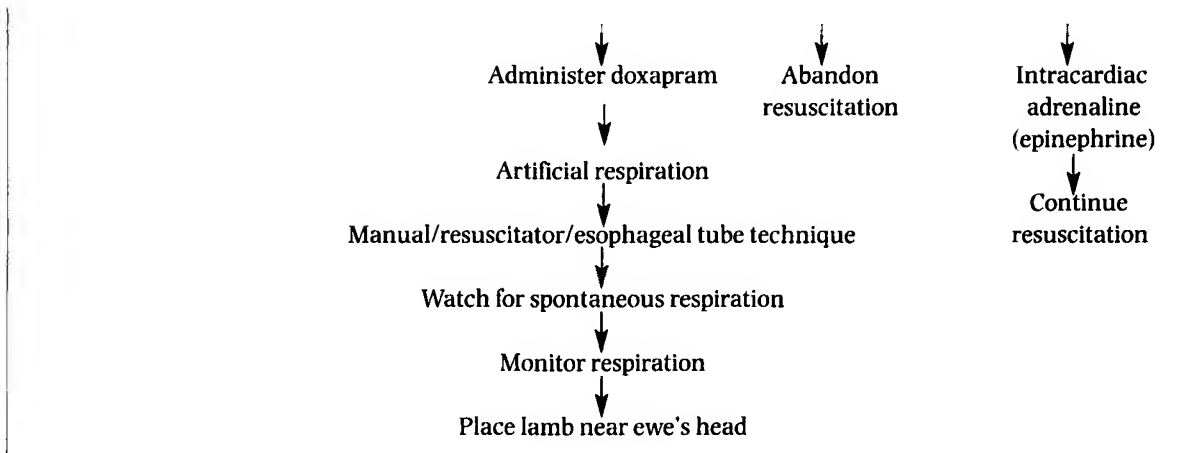 Administer doxapram
Abandon
resuscitation
Intracardiac
adrenaline
(epinephrine)
Artificial respiration
Continue
resuscitation
Manual/resuscitator/esophageal tube technique
Watch for spontaneous respiration
Monitor respiration
Place lamb near ewe's head